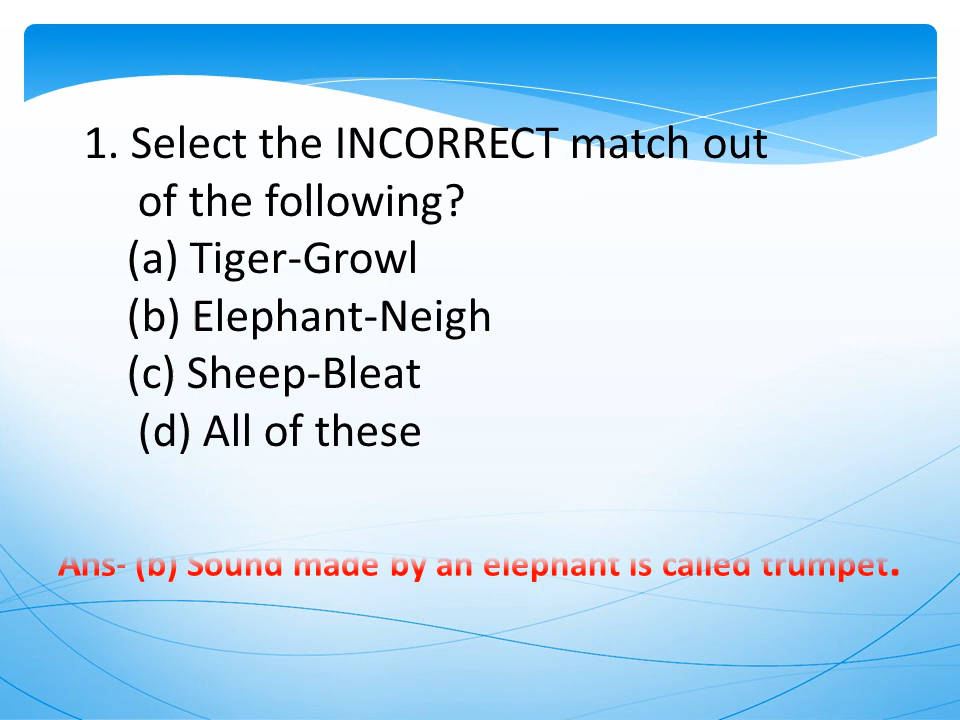 1. Select the INCORRECT match out
of the following?
(a) Tiger-Growl
(b) Elephant-Neigh
(c) Sheep-Bleat
(d) All of these
Ans- (b) Sound made by an elephant is called trumpet.